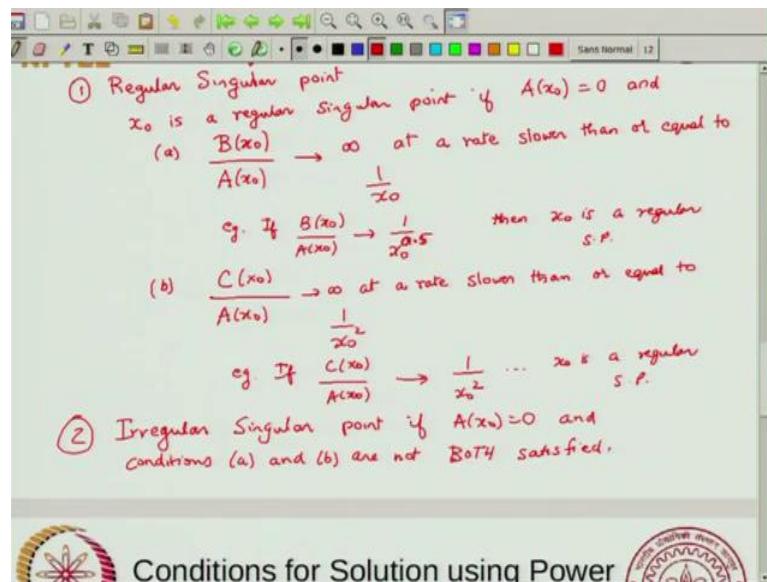 Sans Normal 12
① Regular Singular point
x₀ is a regular singular point if A(x₀) = 0 and
(a) B(x₀) / A(x₀) → ∞ at a rate slower than or equal to 1 / x₀
eg. If B(x₀) / A(x₀) → 1 / x₀^0.5 then x₀ is a regular S.P.
(b) C(x₀) / A(x₀) → ∞ at a rate slower than or equal to 1 / x₀²
eg. If C(x₀) / A(x₀) → 1 / x₀² ... x₀ is a regular S.P.
② Irregular Singular point if A(x₀) = 0 and
conditions (a) and (b) are not BOTH satisfied.
Conditions for Solution using Power